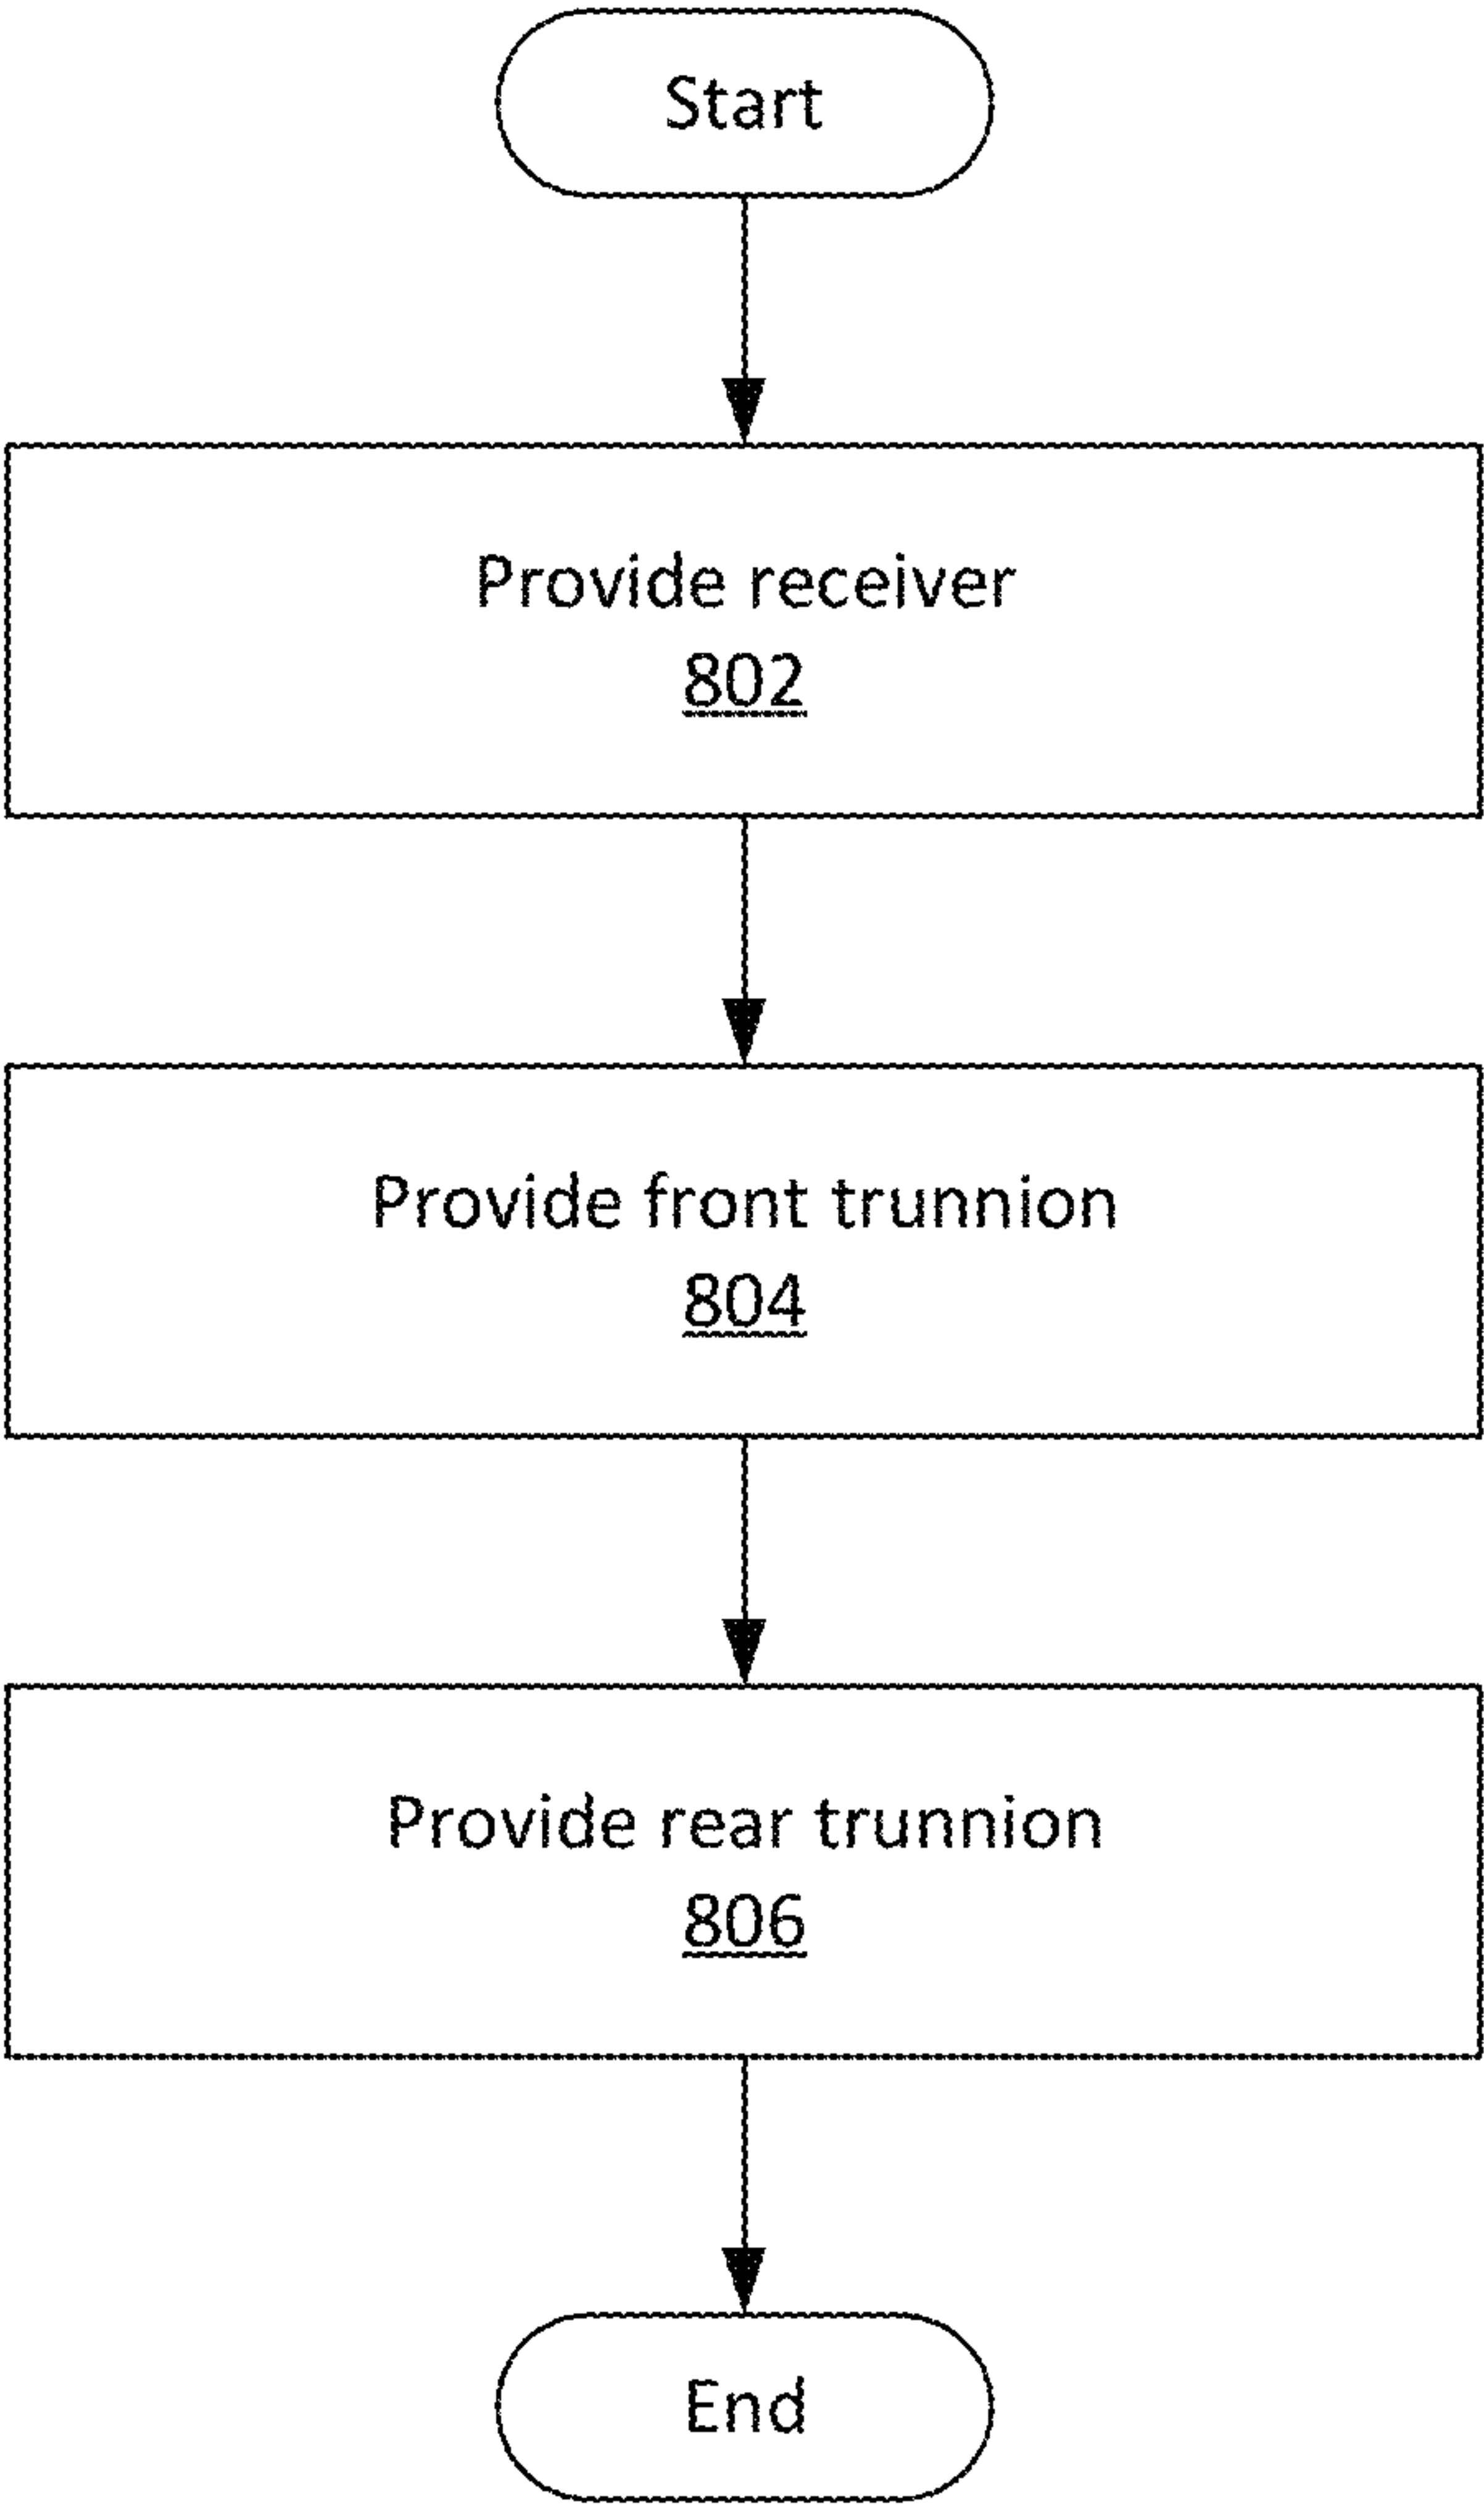 Start
Provide receiver
802
Provide front trunnion
804
Provide rear trunnion
806
End